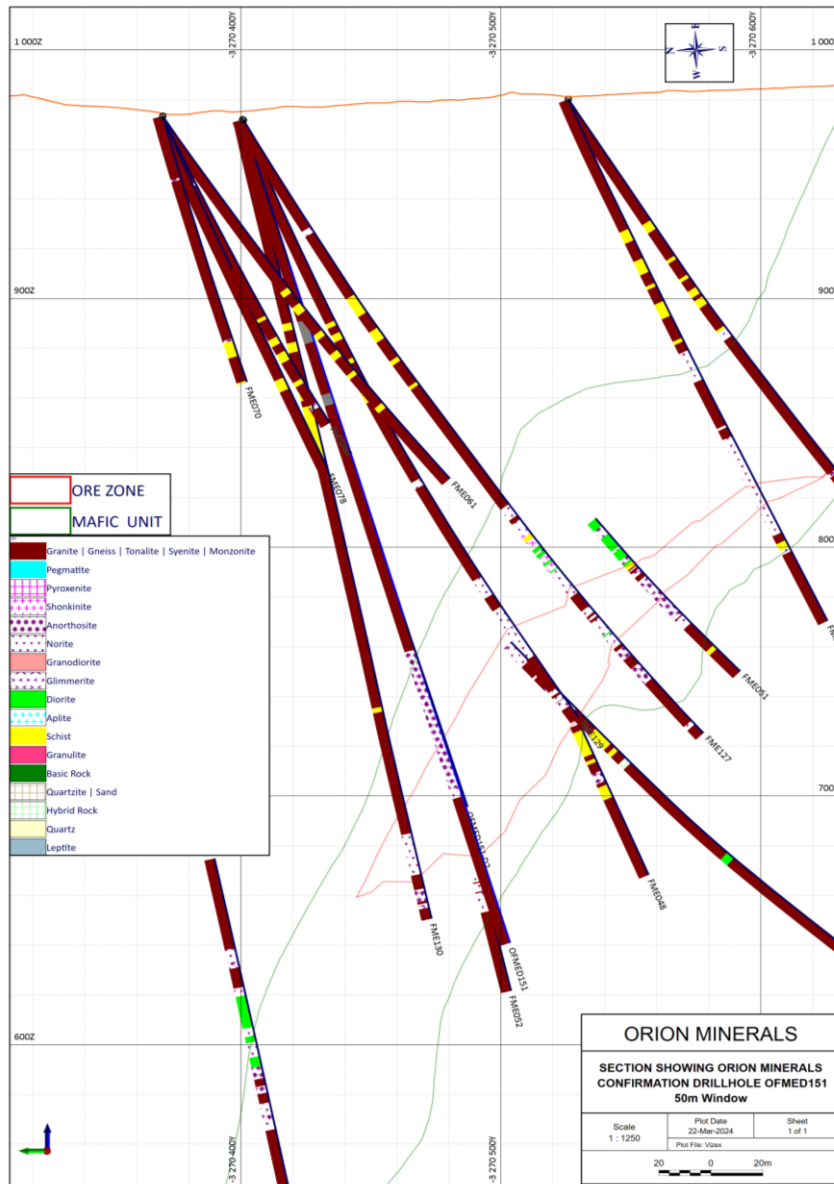 -3 270 400Y
-3 270 500Y
-3 270 600Y
1 000Z
1 000
E
N
S
W
900Z
900
FME070
FME078
FME061
ORE ZONE
MAFIC UNIT
Granite | Gneiss | Tonalite | Syenite | Monzonite
Pegmatite
Pyroxenite
Shonkinite
Anorthosite
Norite
Granodiorite
Glimmerite
Diorite
Aplite
Schist
Granulite
Basic Rock
Quartzite | Sand
Hybrid Rock
Quartz
Leptite
800
FME051
FME127
129
700
FME048
FME130
OFMED151
FME052
600Z
-3 270 400Y
-3 270 500Y
ORION MINERALS
SECTION SHOWING ORION MINERALS
CONFIRMATION DRILLHOLE OFMED151
50m Window
Scale
1 : 1250
Plot Date
22-Mar-2024
Sheet
1 of 1
Plot File: Vizex
20 0 20m